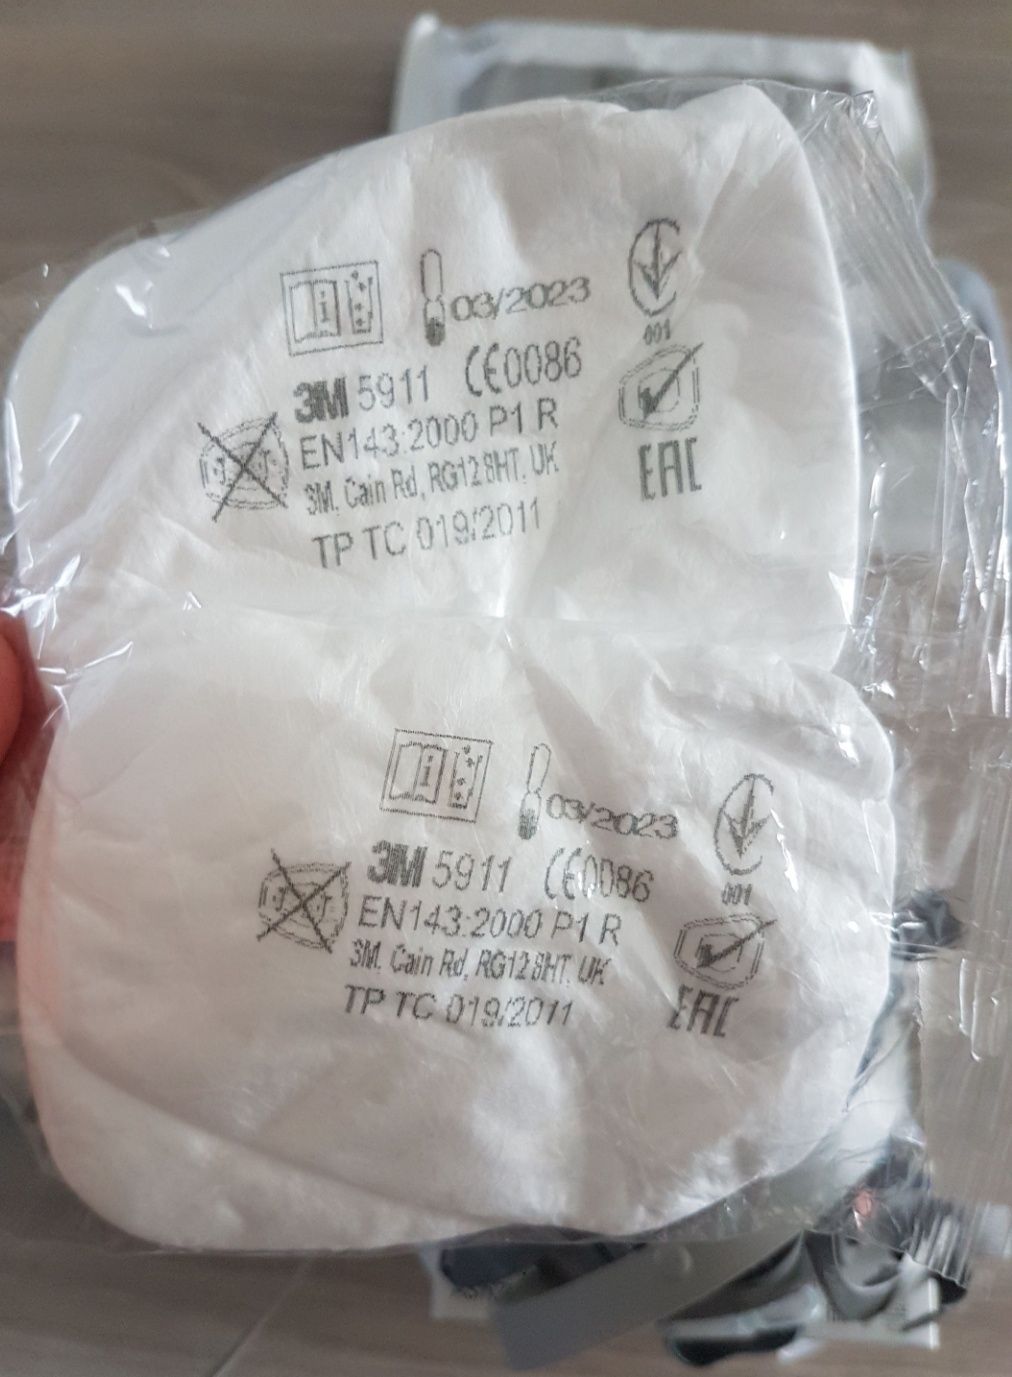 i
03/2023
001
3M 5911 CE0086
EN143:2000 P1 R
3M, Cain Rd, RG12 8HT, UK
TP TC 019/2011
EAC
i
03/2023
001
3M 5911 CE0086
EN143:2000 P1 R
3M, Cain Rd, RG12 8HT, UK
TP TC 019/2011
EAC